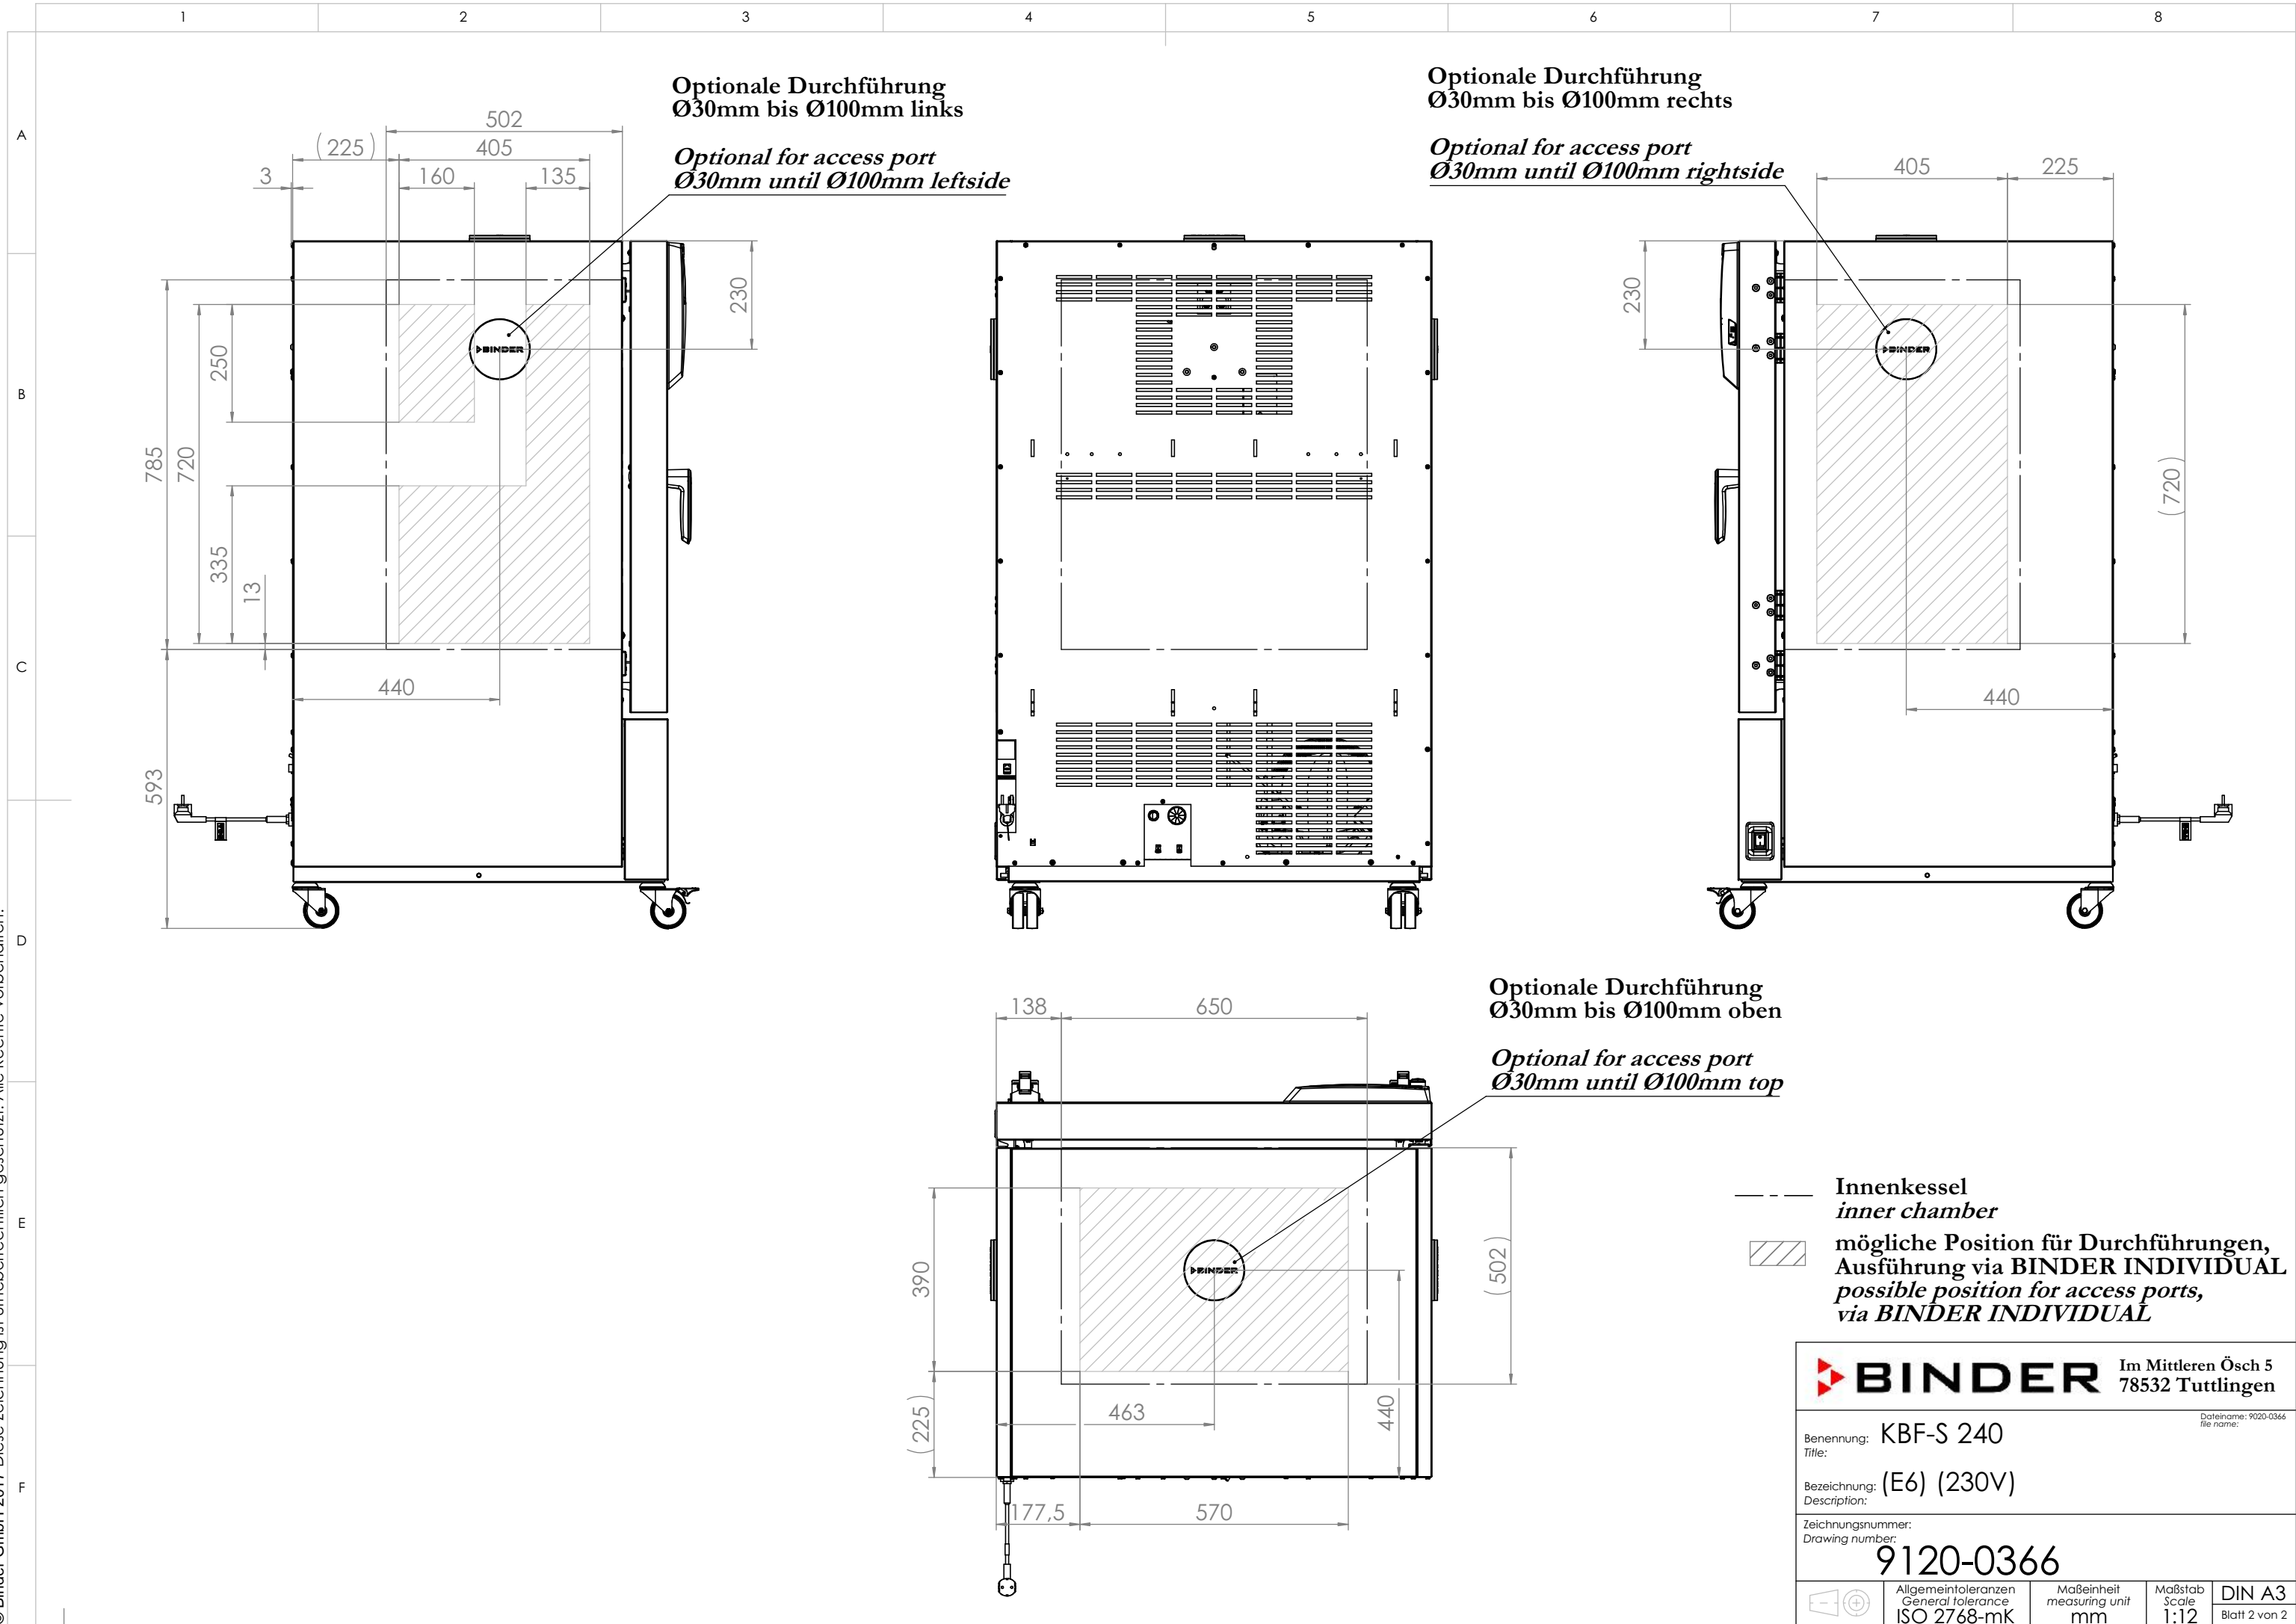 1 2 3 4 5 6 7 8
A
B
C
D
E
F
Optionale Durchführung
Ø30mm bis Ø100mm links
Optional for access port
Ø30mm until Ø100mm leftside
502
(225)
405
3
160
135
230
250
785
720
335
13
440
593
BINDER
Optionale Durchführung
Ø30mm bis Ø100mm rechts
Optional for access port
Ø30mm until Ø100mm rightside
405
225
230
(720)
440
BINDER
Optionale Durchführung
Ø30mm bis Ø100mm oben
Optional for access port
Ø30mm until Ø100mm top
138
650
390
(502)
(225)
463
440
177,5
570
BINDER
Innenkessel
inner chamber
mögliche Position für Durchführungen,
Ausführung via BINDER INDIVIDUAL
possible position for access ports,
via BINDER INDIVIDUAL
BINDER
Im Mittleren Ösch 5
78532 Tuttlingen
Dateiname: 9020-0366
file name:
Benennung: KBF-S 240
Title:
Bezeichnung: (E6) (230V)
Description:
Zeichnungsnummer:
Drawing number:
9120-0366
Allgemeintoleranzen
General tolerance
ISO 2768-mK
Maßeinheit
measuring unit
mm
Maßstab
Scale
1:12
DIN A3
Blatt 2 von 2